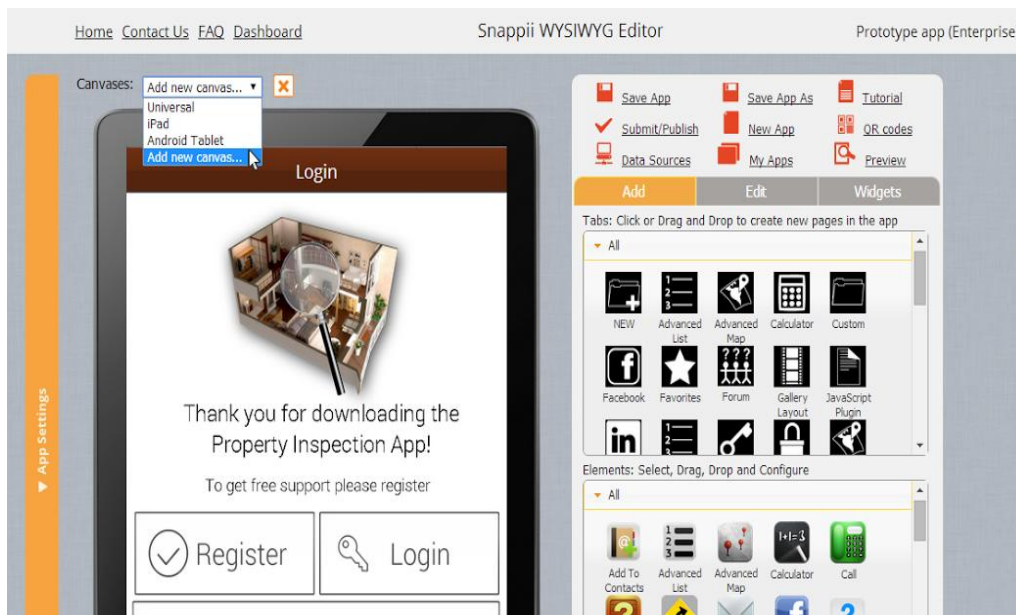 Home Contact Us FAQ Dashboard
Snappii WYSIWYG Editor
Prototype app (Enterprise
Canvases:
Add new canvas...
Universal
iPad
Android Tablet
Add new canvas...
Login
Thank you for downloading the
Property Inspection App!
To get free support please register
Register
Login
App Settings
Save App
Save App As
Tutorial
Submit/Publish
New App
QR codes
Data Sources
My Apps
Preview
Add
Edit
Widgets
Tabs: Click or Drag and Drop to create new pages in the app
All
NEW
Advanced
List
Advanced
Map
Calculator
Custom
Facebook
Favorites
Forum
Gallery
Layout
JavaScript
Plugin
Elements: Select, Drag, Drop and Configure
All
1+1=3
Add To
Contacts
Advanced
List
Advanced
Map
Calculator
Call